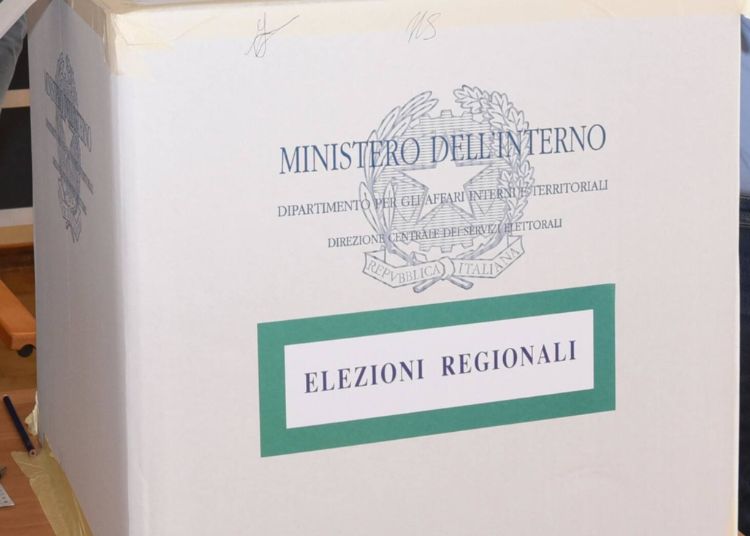 MINISTERO DELL'INTERNO
DIPARTIMENTO PER GLI AFFARI INTERNI E TERRITORIALI
DIREZIONE CENTRALE DEI SERVIZI ELETTORALI
REPVBBLICA ITALIANA
ELEZIONI REGIONALI